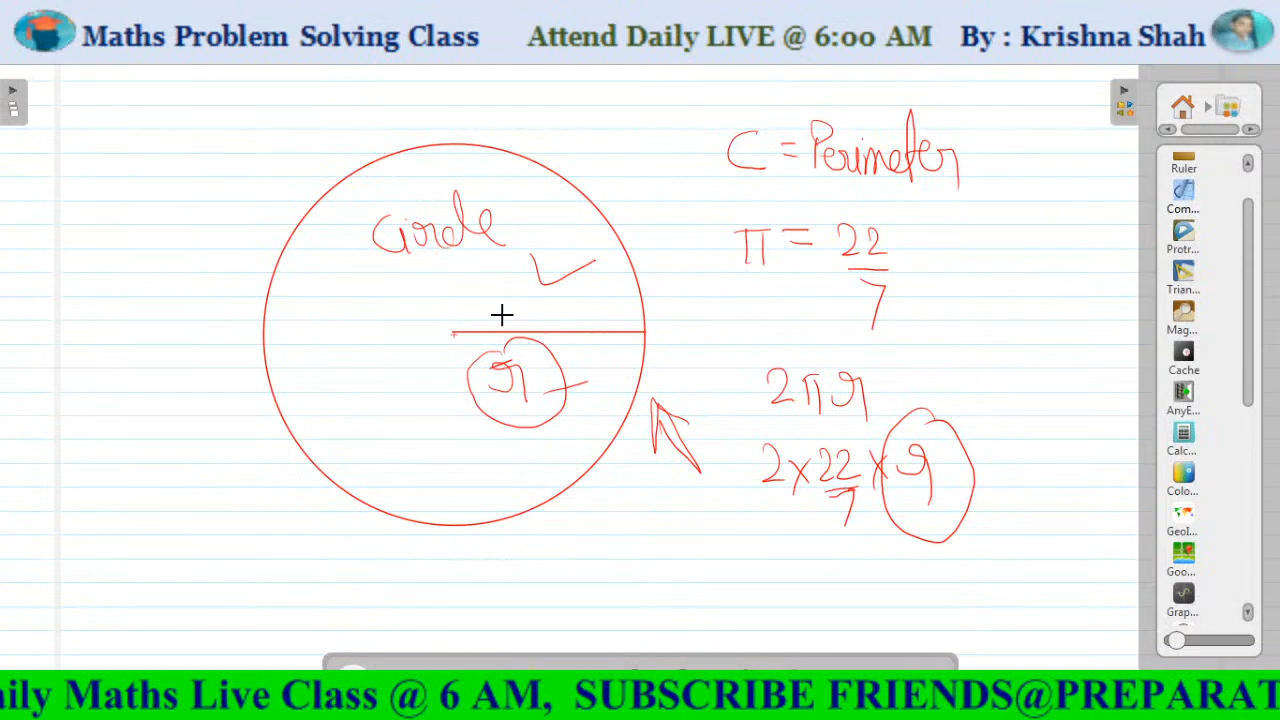 Maths Problem Solving Class Attend Daily LIVE @ 6:00 AM By : Krishna Shah
C = Perimeter
Circle
π = 22/7
r
2πr
2 × 22/7 × r
Ruler
Com...
Protr...
Trian...
Mag...
Cache
AnyE...
Calc...
Colo...
GeoI...
Goo...
Grap...
aily Maths Live Class @ 6 AM, SUBSCRIBE FRIENDS@PREPARAT